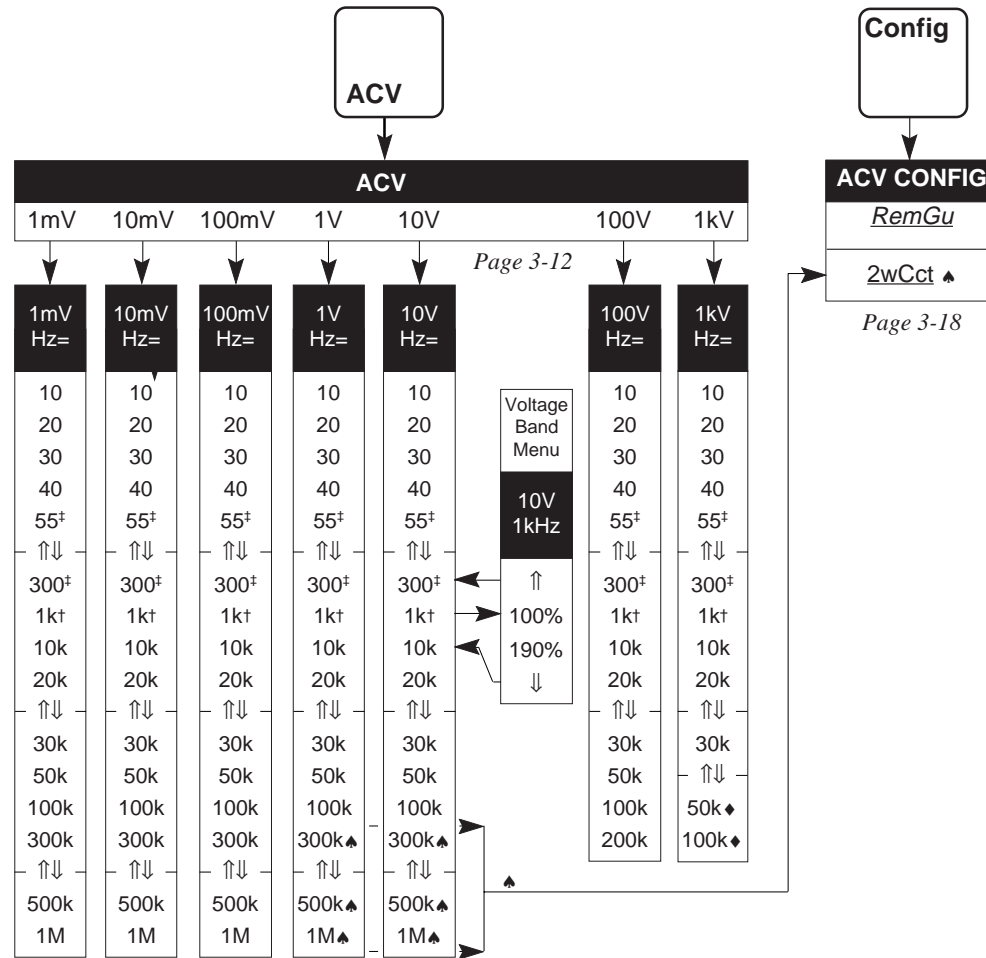 ACV
Config
ACV
1mV 10mV 100mV 1V 10V 100V 1kV
Page 3-12
ACV CONFIG
RemGu
2wCct ♠
Page 3-18
1mV
Hz=
10
20
30
40
55‡
⇑⇓
300‡
1k†
10k
20k
⇑⇓
30k
50k
100k
300k
⇑⇓
500k
1M
10mV
Hz=
10
20
30
40
55‡
⇑⇓
300‡
1k†
10k
20k
⇑⇓
30k
50k
100k
300k
⇑⇓
500k
1M
100mV
Hz=
10
20
30
40
55‡
⇑⇓
300‡
1k†
10k
20k
⇑⇓
30k
50k
100k
300k
⇑⇓
500k
1M
1V
Hz=
10
20
30
40
55‡
⇑⇓
300‡
1k†
10k
20k
⇑⇓
30k
50k
100k
300k♠
⇑⇓
500k♠
1M♠
10V
Hz=
10
20
30
40
55‡
⇑⇓
300‡
1k†
10k
20k
⇑⇓
30k
50k
100k
300k♠
⇑⇓
500k♠
1M♠
Voltage
Band
Menu
10V
1kHz
⇑
100%
190%
⇓
100V
Hz=
10
20
30
40
55‡
⇑⇓
300‡
1k†
10k
20k
⇑⇓
30k
50k
100k
200k
1kV
Hz=
10
20
30
40
55‡
⇑⇓
300‡
1k†
10k
20k
⇑⇓
30k
⇑⇓
50k♦
100k♦
♠